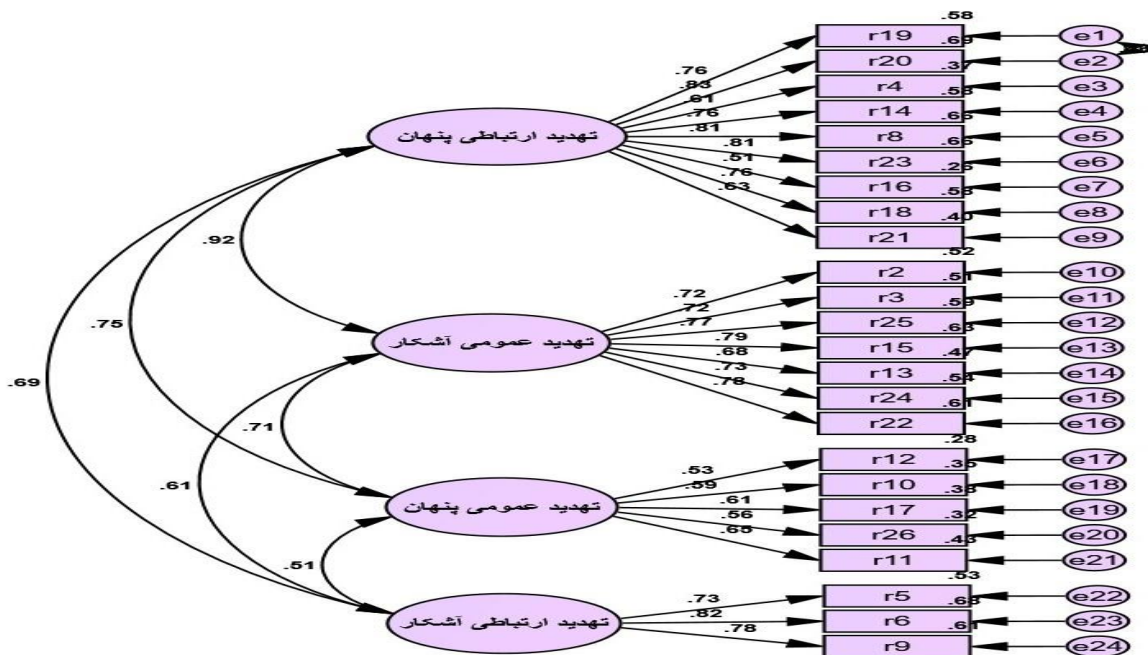 .58
r19
e1
.69
r20
e2
.37
r4
e3
.58
r14
e4
.65
r8
e5
.65
r23
e6
.26
r16
e7
.58
r18
e8
.40
r21
e9
.76
.83
.61
.76
.81
.81
.51
.76
.63
تهدید ارتباطی پنهان
.92
.75
.69
.52
r2
e10
.51
r3
e11
.59
r25
e12
.63
r15
e13
.47
r13
e14
.54
r24
e15
.61
r22
e16
.72
.72
.77
.79
.68
.73
.78
تهدید عمومی آشکار
.71
.61
.28
r12
e17
.35
r10
e18
.38
r17
e19
.32
r26
e20
.43
r11
e21
.53
.59
.61
.56
.65
تهدید عمومی پنهان
.51
.53
r5
e22
.68
r6
e23
.61
r9
e24
.73
.82
.78
تهدید ارتباطی آشکار